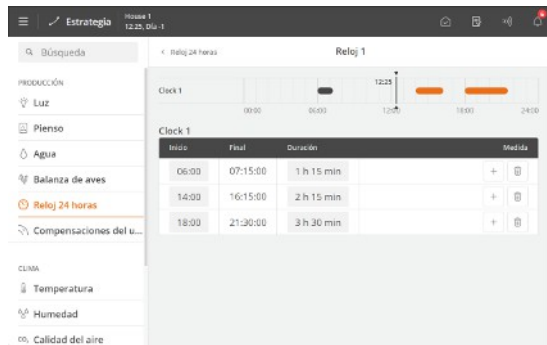 Estrategia
House 1
12:25, Día -1
Búsqueda
Reloj 24 horas
Reloj 1
PRODUCCIÓN
Luz
Pienso
Agua
Balanza de aves
Reloj 24 horas
Compensaciones del u...
CLIMA
Temperatura
Humedad
CO₂ Calidad del aire
Clock 1
12:25
00:00 06:00 12:00 18:00 24:00
Clock 1
Inicio Final Duración Medida
06:00 07:15:00 1 h 15 min
14:00 16:15:00 2 h 15 min
18:00 21:30:00 3 h 30 min